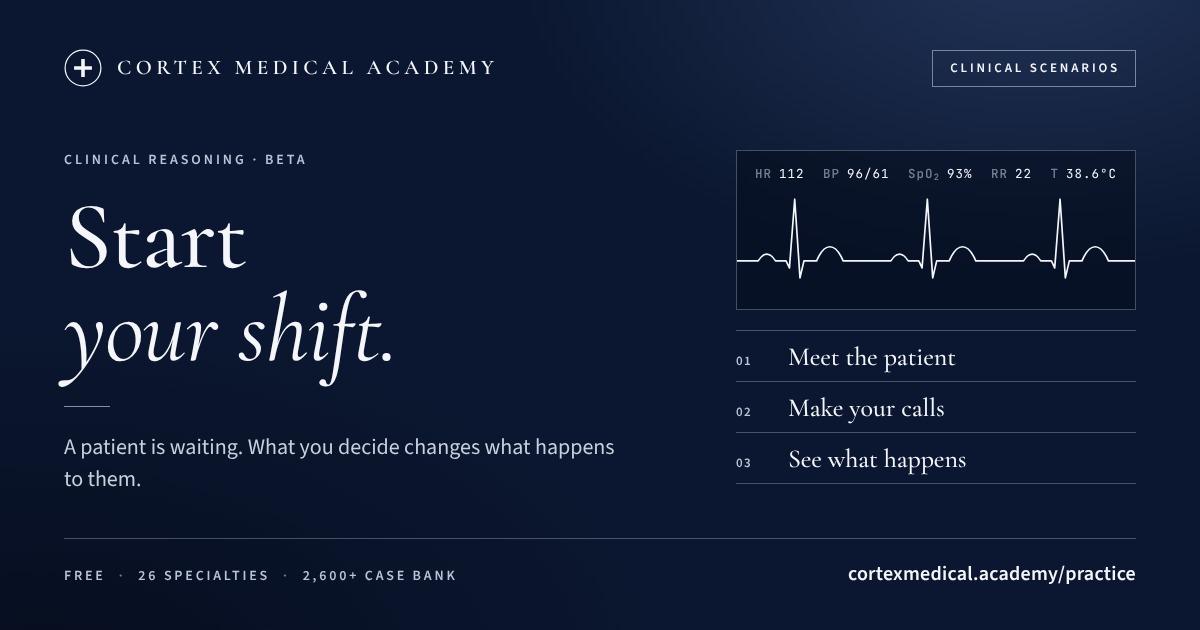 CORTEX MEDICAL ACADEMY
CLINICAL SCENARIOS
CLINICAL REASONING · BETA
Start
your shift.
A patient is waiting. What you decide changes what happens
to them.
HR 112 BP 96/61 SpO₂ 93% RR 22 T 38.6°C
01 Meet the patient
02 Make your calls
03 See what happens
FREE · 26 SPECIALTIES · 2,600+ CASE BANK
cortexmedical.academy/practice